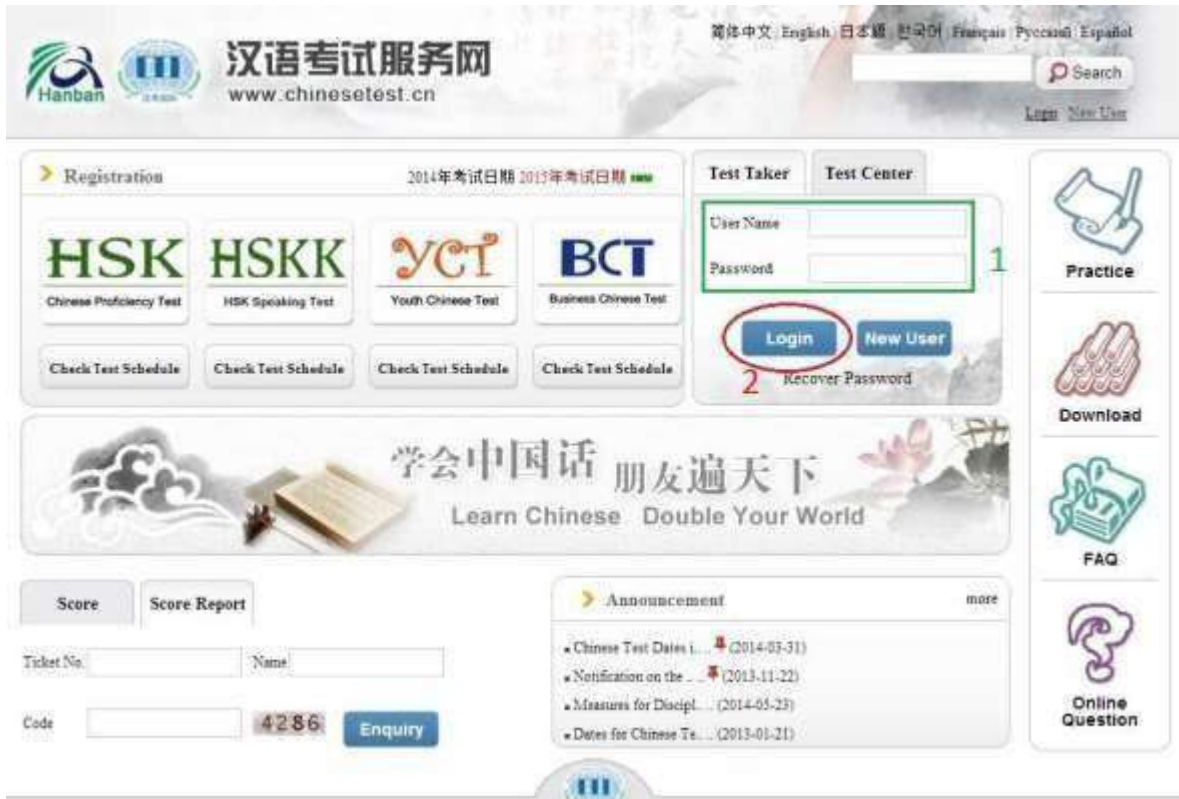 简体中文 English 日本語 한국어 Français Русский Español
Hanban
汉语考试服务网
www.chinesetest.cn
Search
Login New User
Registration
2014年考试日期 2015年考试日期
HSK
Chinese Proficiency Test
HSKK
HSK Speaking Test
YCT
Youth Chinese Test
BCT
Business Chinese Test
Check Test Schedule Check Test Schedule Check Test Schedule Check Test Schedule
Test Taker Test Center
User Name
Password
1
Login New User
2
Recover Password
Practice
Download
FAQ
Online
Question
学会中国话 朋友遍天下
Learn Chinese Double Your World
Score Score Report
Ticket No. Name
Code 4286 Enquiry
Announcement more
Chinese Test Dates i... (2014-03-31)
Notification on the ... (2013-11-22)
Measures for Discipl... (2014-05-23)
Dates for Chinese Te... (2013-01-21)